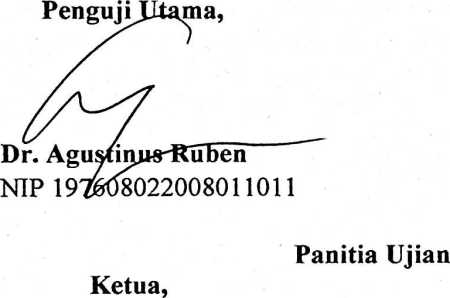 Penguji Utama,
Dr. Agustinus Ruben
NIP 197608022008011011
Panitia Ujian
Ketua,